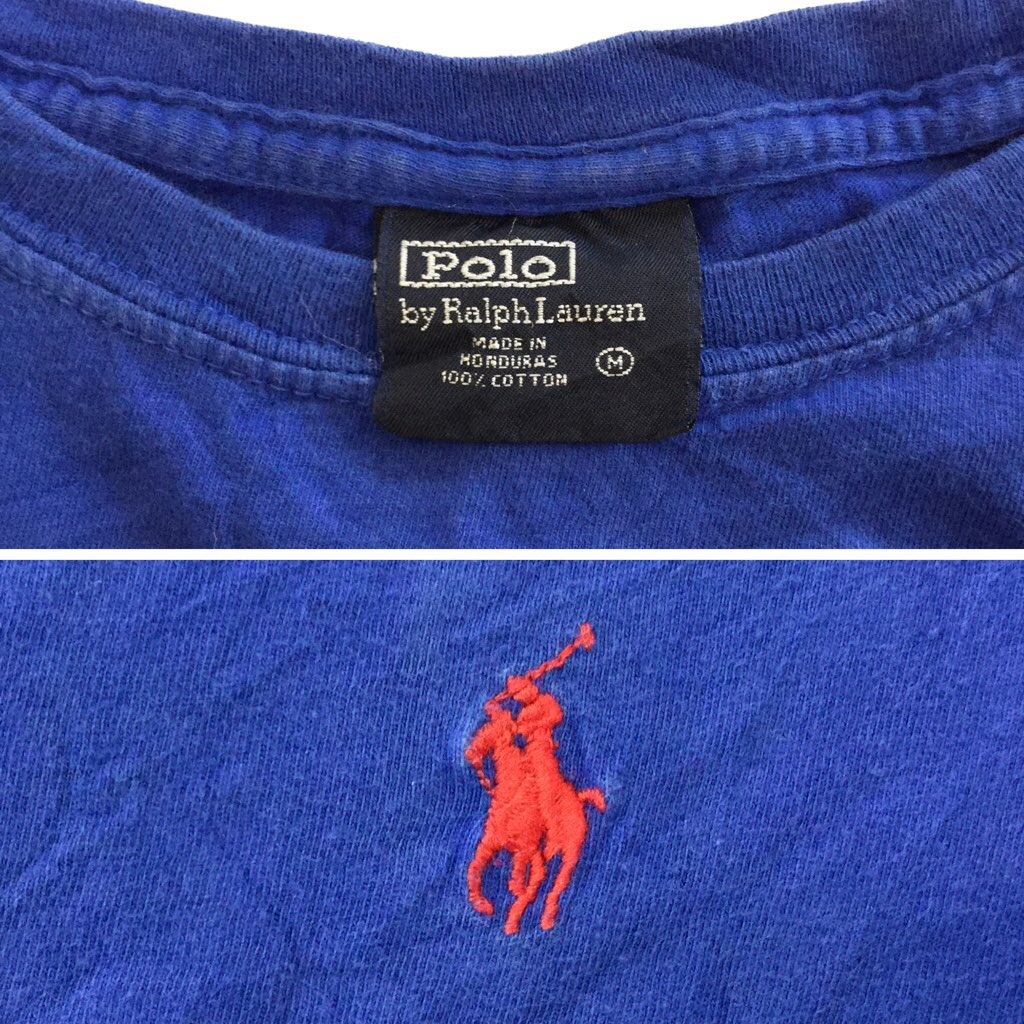 Polo
by Ralph Lauren
MADE IN
HONDURAS
100% COTTON
M